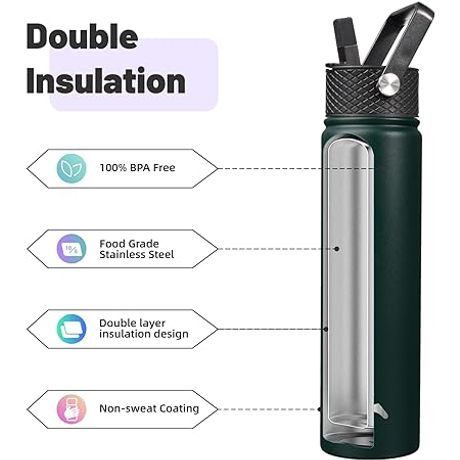 Double
Insulation
100% BPA Free
Food Grade
Stainless Steel
Double layer
insulation design
Non-sweat Coating